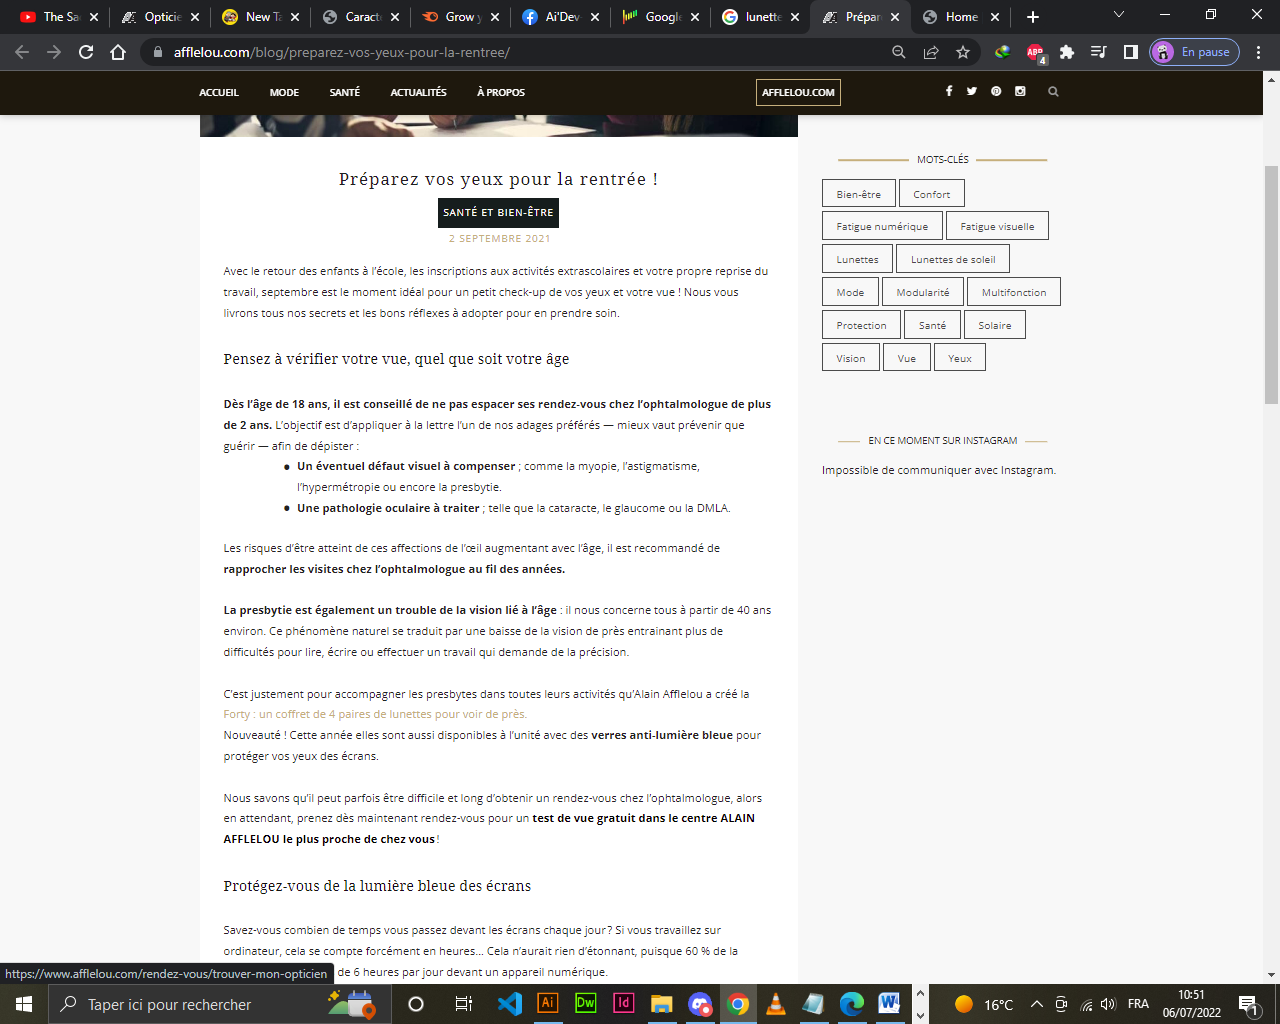 The Sa
Opticie
New Ta
Caracte
Grow y
Ai'Dev
Google
lunette
Prépar
Home
afflelou.com/blog/preparez-vos-yeux-pour-la-rentree/
ABP
4
En pause
ACCUEIL MODE SANTÉ ACTUALITÉS À PROPOS AFFLELOU.COM
Préparez vos yeux pour la rentrée !
SANTÉ ET BIEN-ÊTRE
2 SEPTEMBRE 2021
Avec le retour des enfants à l'école, les inscriptions aux activités extrascolaires et votre propre reprise du
travail, septembre est le moment idéal pour un petit check-up de vos yeux et votre vue ! Nous vous
livrons tous nos secrets et les bons réflexes à adopter pour en prendre soin.
Pensez à vérifier votre vue, quel que soit votre âge
Dès l'âge de 18 ans, il est conseillé de ne pas espacer ses rendez-vous chez l'ophtalmologue de plus
de 2 ans. L'objectif est d'appliquer à la lettre l'un de nos adages préférés — mieux vaut prévenir que
guérir — afin de dépister :
• Un éventuel défaut visuel à compenser ; comme la myopie, l'astigmatisme,
l'hypermétropie ou encore la presbytie.
• Une pathologie oculaire à traiter ; telle que la cataracte, le glaucome ou la DMLA.
Les risques d'être atteint de ces affections de l'œil augmentant avec l'âge, il est recommandé de
rapprocher les visites chez l'ophtalmologue au fil des années.
La presbytie est également un trouble de la vision lié à l'âge : il nous concerne tous à partir de 40 ans
environ. Ce phénomène naturel se traduit par une baisse de la vision de près entrainant plus de
difficultés pour lire, écrire ou effectuer un travail qui demande de la précision.
C'est justement pour accompagner les presbytes dans toutes leurs activités qu'Alain Afflelou a créé la
Forty : un coffret de 4 paires de lunettes pour voir de près.
Nouveauté ! Cette année elles sont aussi disponibles à l'unité avec des verres anti-lumière bleue pour
protéger vos yeux des écrans.
Nous savons qu'il peut parfois être difficile et long d'obtenir un rendez-vous chez l'ophtalmologue, alors
en attendant, prenez dès maintenant rendez-vous pour un test de vue gratuit dans le centre ALAIN
AFFLELOU le plus proche de chez vous !
Protégez-vous de la lumière bleue des écrans
Savez-vous combien de temps vous passez devant les écrans chaque jour ? Si vous travaillez sur
ordinateur, cela se compte forcément en heures… Cela n'aurait rien d'étonnant, puisque 60 % de la
de 6 heures par jour devant un appareil numérique.
MOTS-CLÉS
Bien-être Confort
Fatigue numérique Fatigue visuelle
Lunettes Lunettes de soleil
Mode Modularité Multifonction
Protection Santé Solaire
Vision Vue Yeux
EN CE MOMENT SUR INSTAGRAM
Impossible de communiquer avec Instagram.
https://www.afflelou.com/rendez-vous/trouver-mon-opticien
Taper ici pour rechercher
Ai
Dw
Id
W
16°C
FRA
10:51
06/07/2022
1